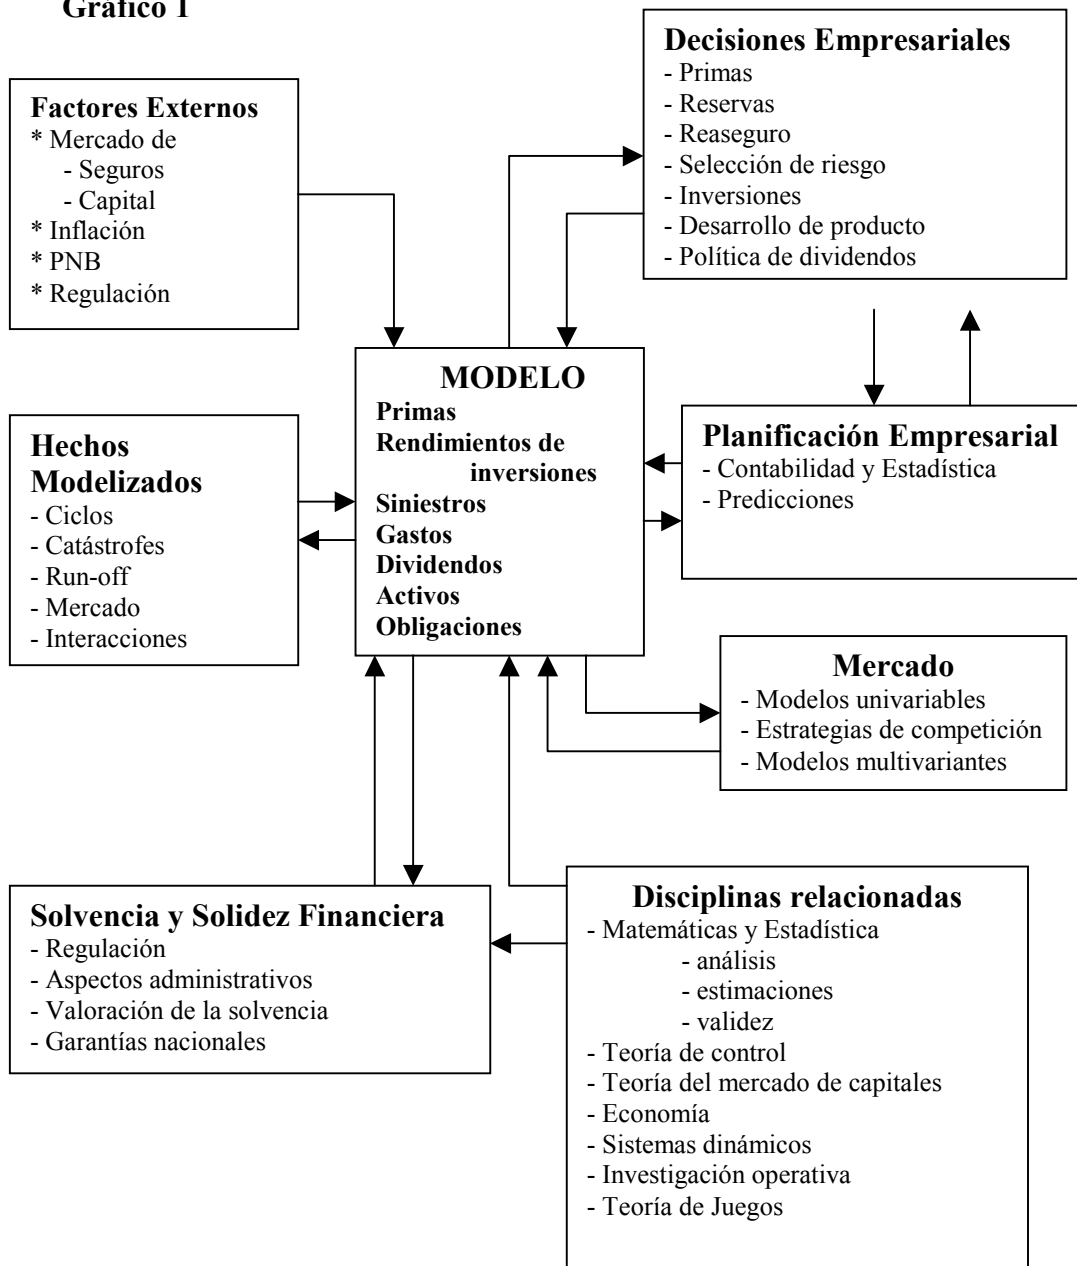 Gráfico 1
Decisiones Empresariales
- Primas
- Reservas
- Reaseguro
- Selección de riesgo
- Inversiones
- Desarrollo de producto
- Política de dividendos
Factores Externos
* Mercado de
- Seguros
- Capital
* Inflación
* PNB
* Regulación
MODELO
Primas
Rendimientos de
inversiones
Siniestros
Gastos
Dividendos
Activos
Obligaciones
Hechos
Modelizados
- Ciclos
- Catástrofes
- Run-off
- Mercado
- Interacciones
Planificación Empresarial
- Contabilidad y Estadística
- Predicciones
Mercado
- Modelos univariables
- Estrategias de competición
- Modelos multivariantes
Solvencia y Solidez Financiera
- Regulación
- Aspectos administrativos
- Valoración de la solvencia
- Garantías nacionales
Disciplinas relacionadas
- Matemáticas y Estadística
- análisis
- estimaciones
- validez
- Teoría de control
- Teoría del mercado de capitales
- Economía
- Sistemas dinámicos
- Investigación operativa
- Teoría de Juegos